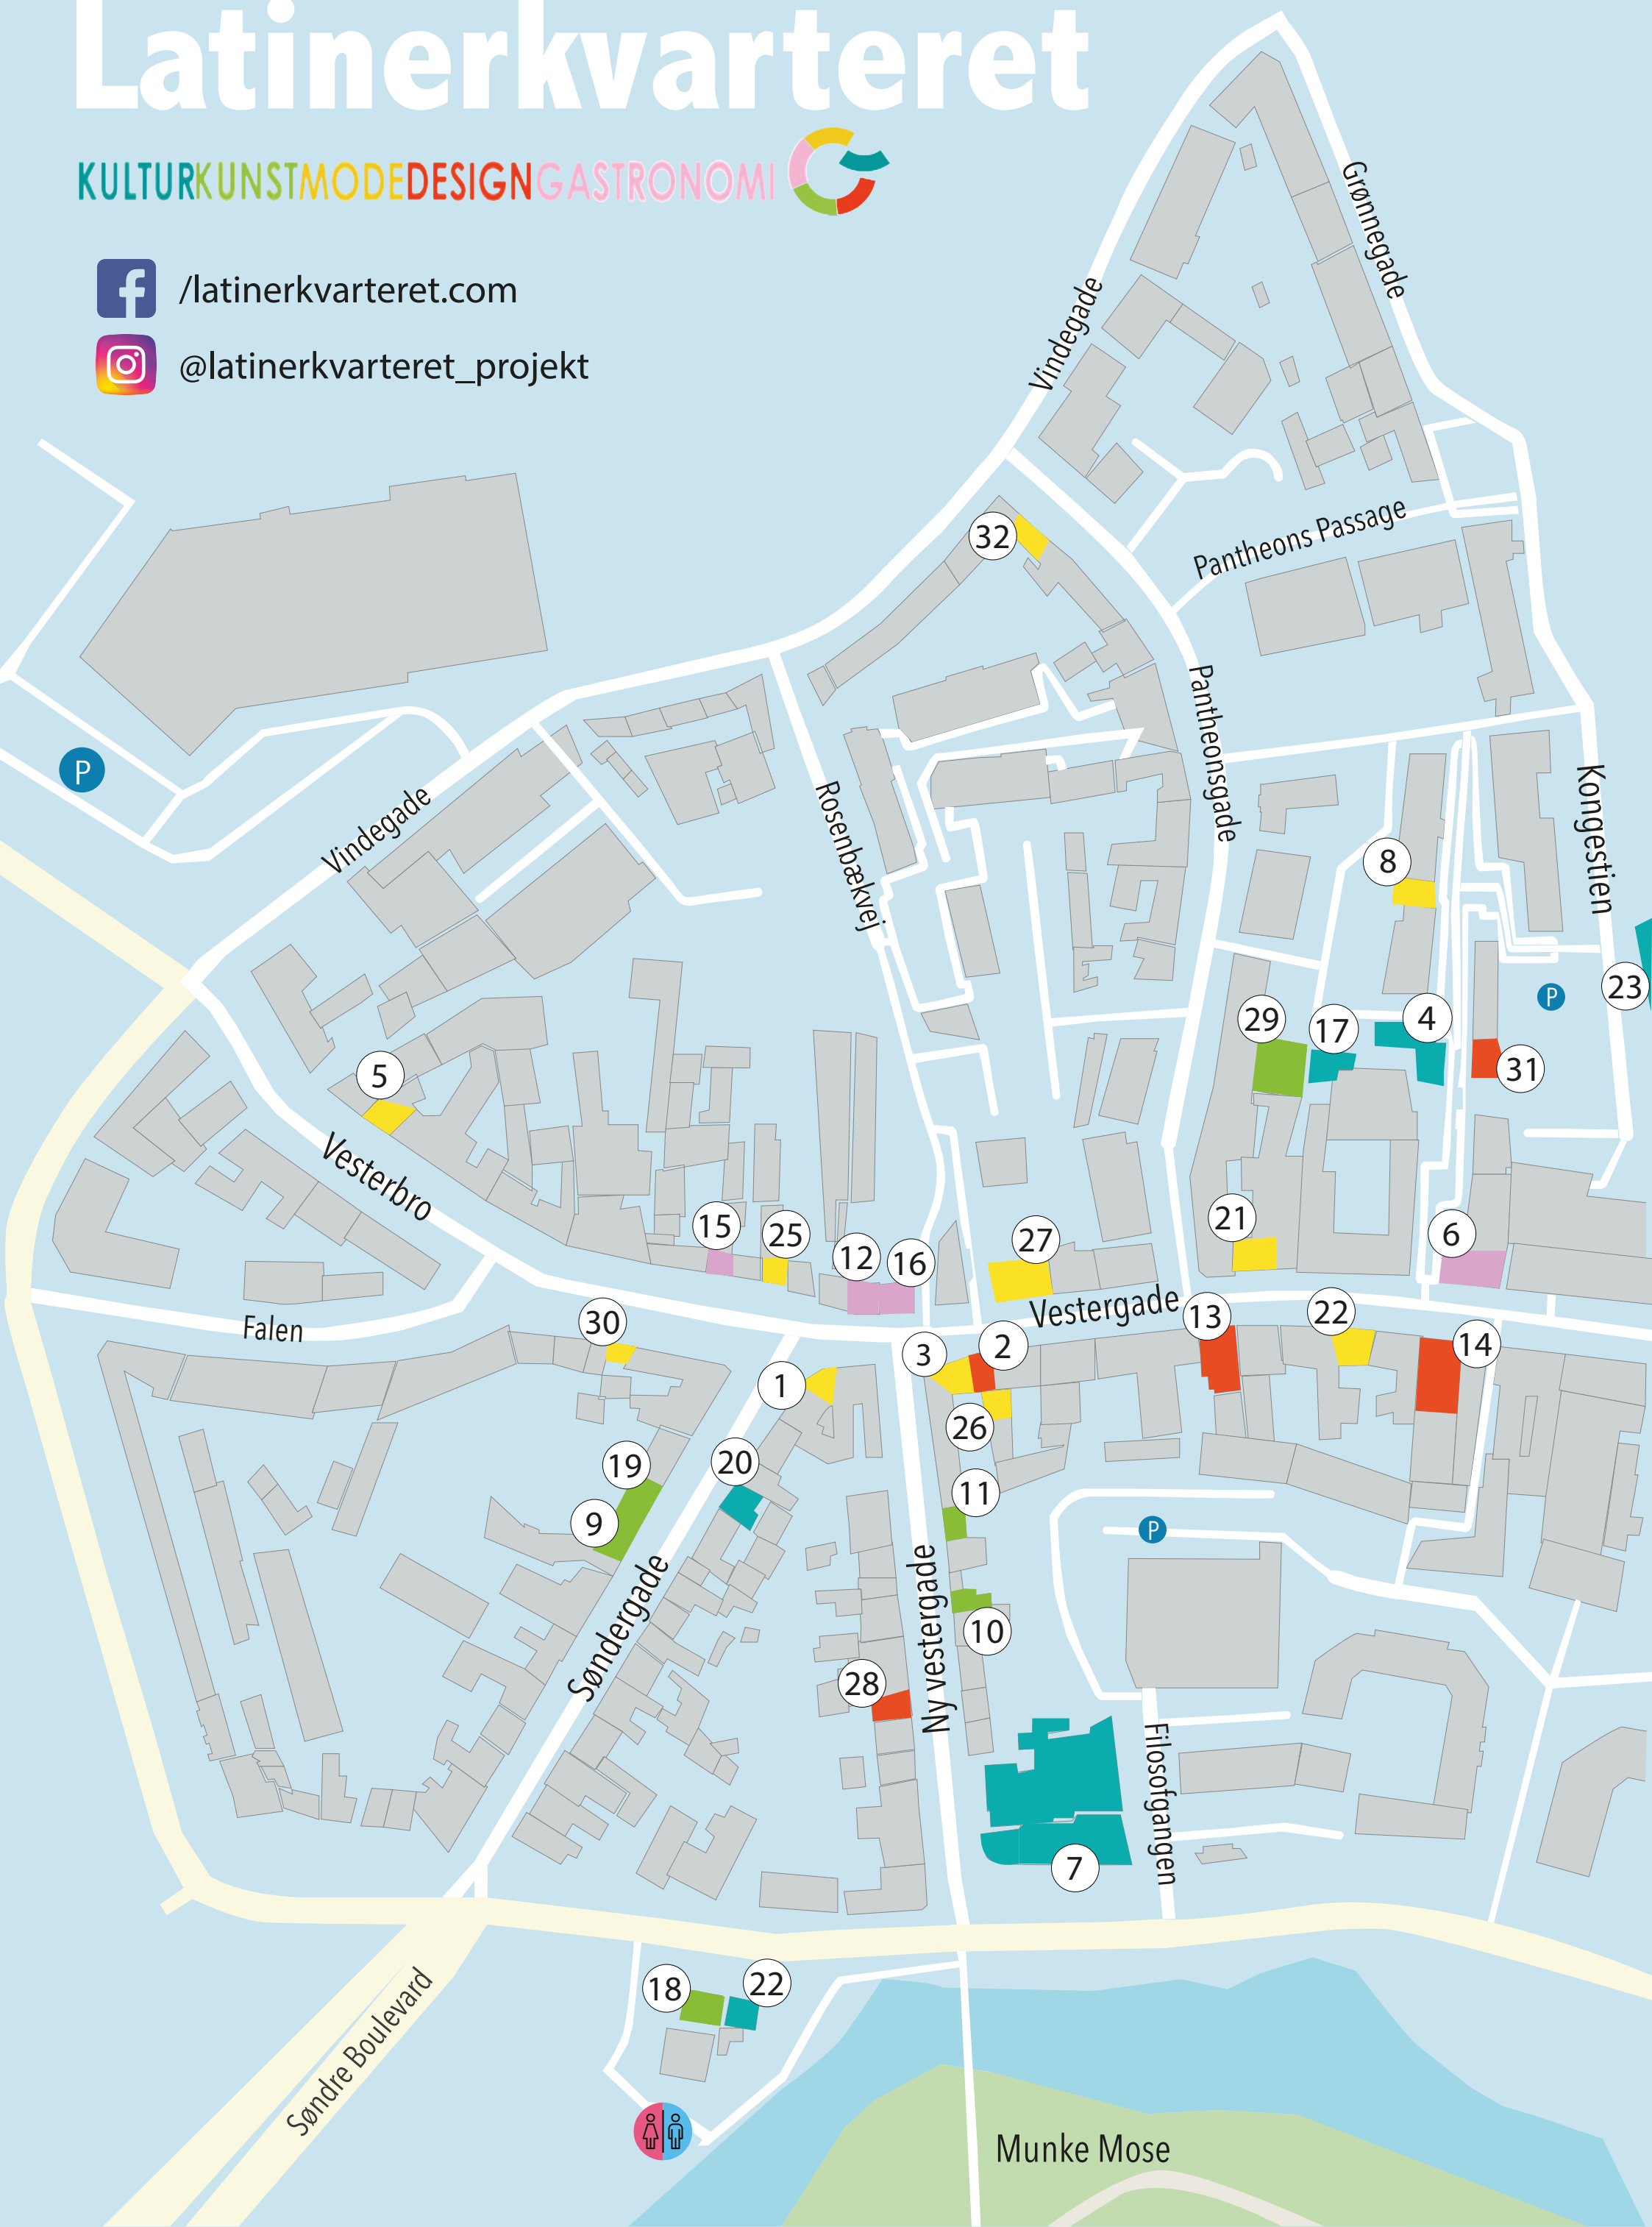 Latinerkvarteret
KULTURKUNSTMODEDESIGNGASTRONOMI
/latinerkvarteret.com
@latinerkvarteret_projekt
Grønnegade
Vindegade
32
Pantheons Passage
Pantheonsgade
P
Vindegade
Rosenbækvej
Kongestien
8
23
P
29
17
4
31
5
Vesterbro
15
25
12
16
27
21
6
Vestergade
Falen
30
3
2
13
22
14
1
26
19
20
9
11
P
10
Søndergade
Ny vestergade
28
Filosofgangen
7
Søndre Boulevard
18
22
Munke Mose